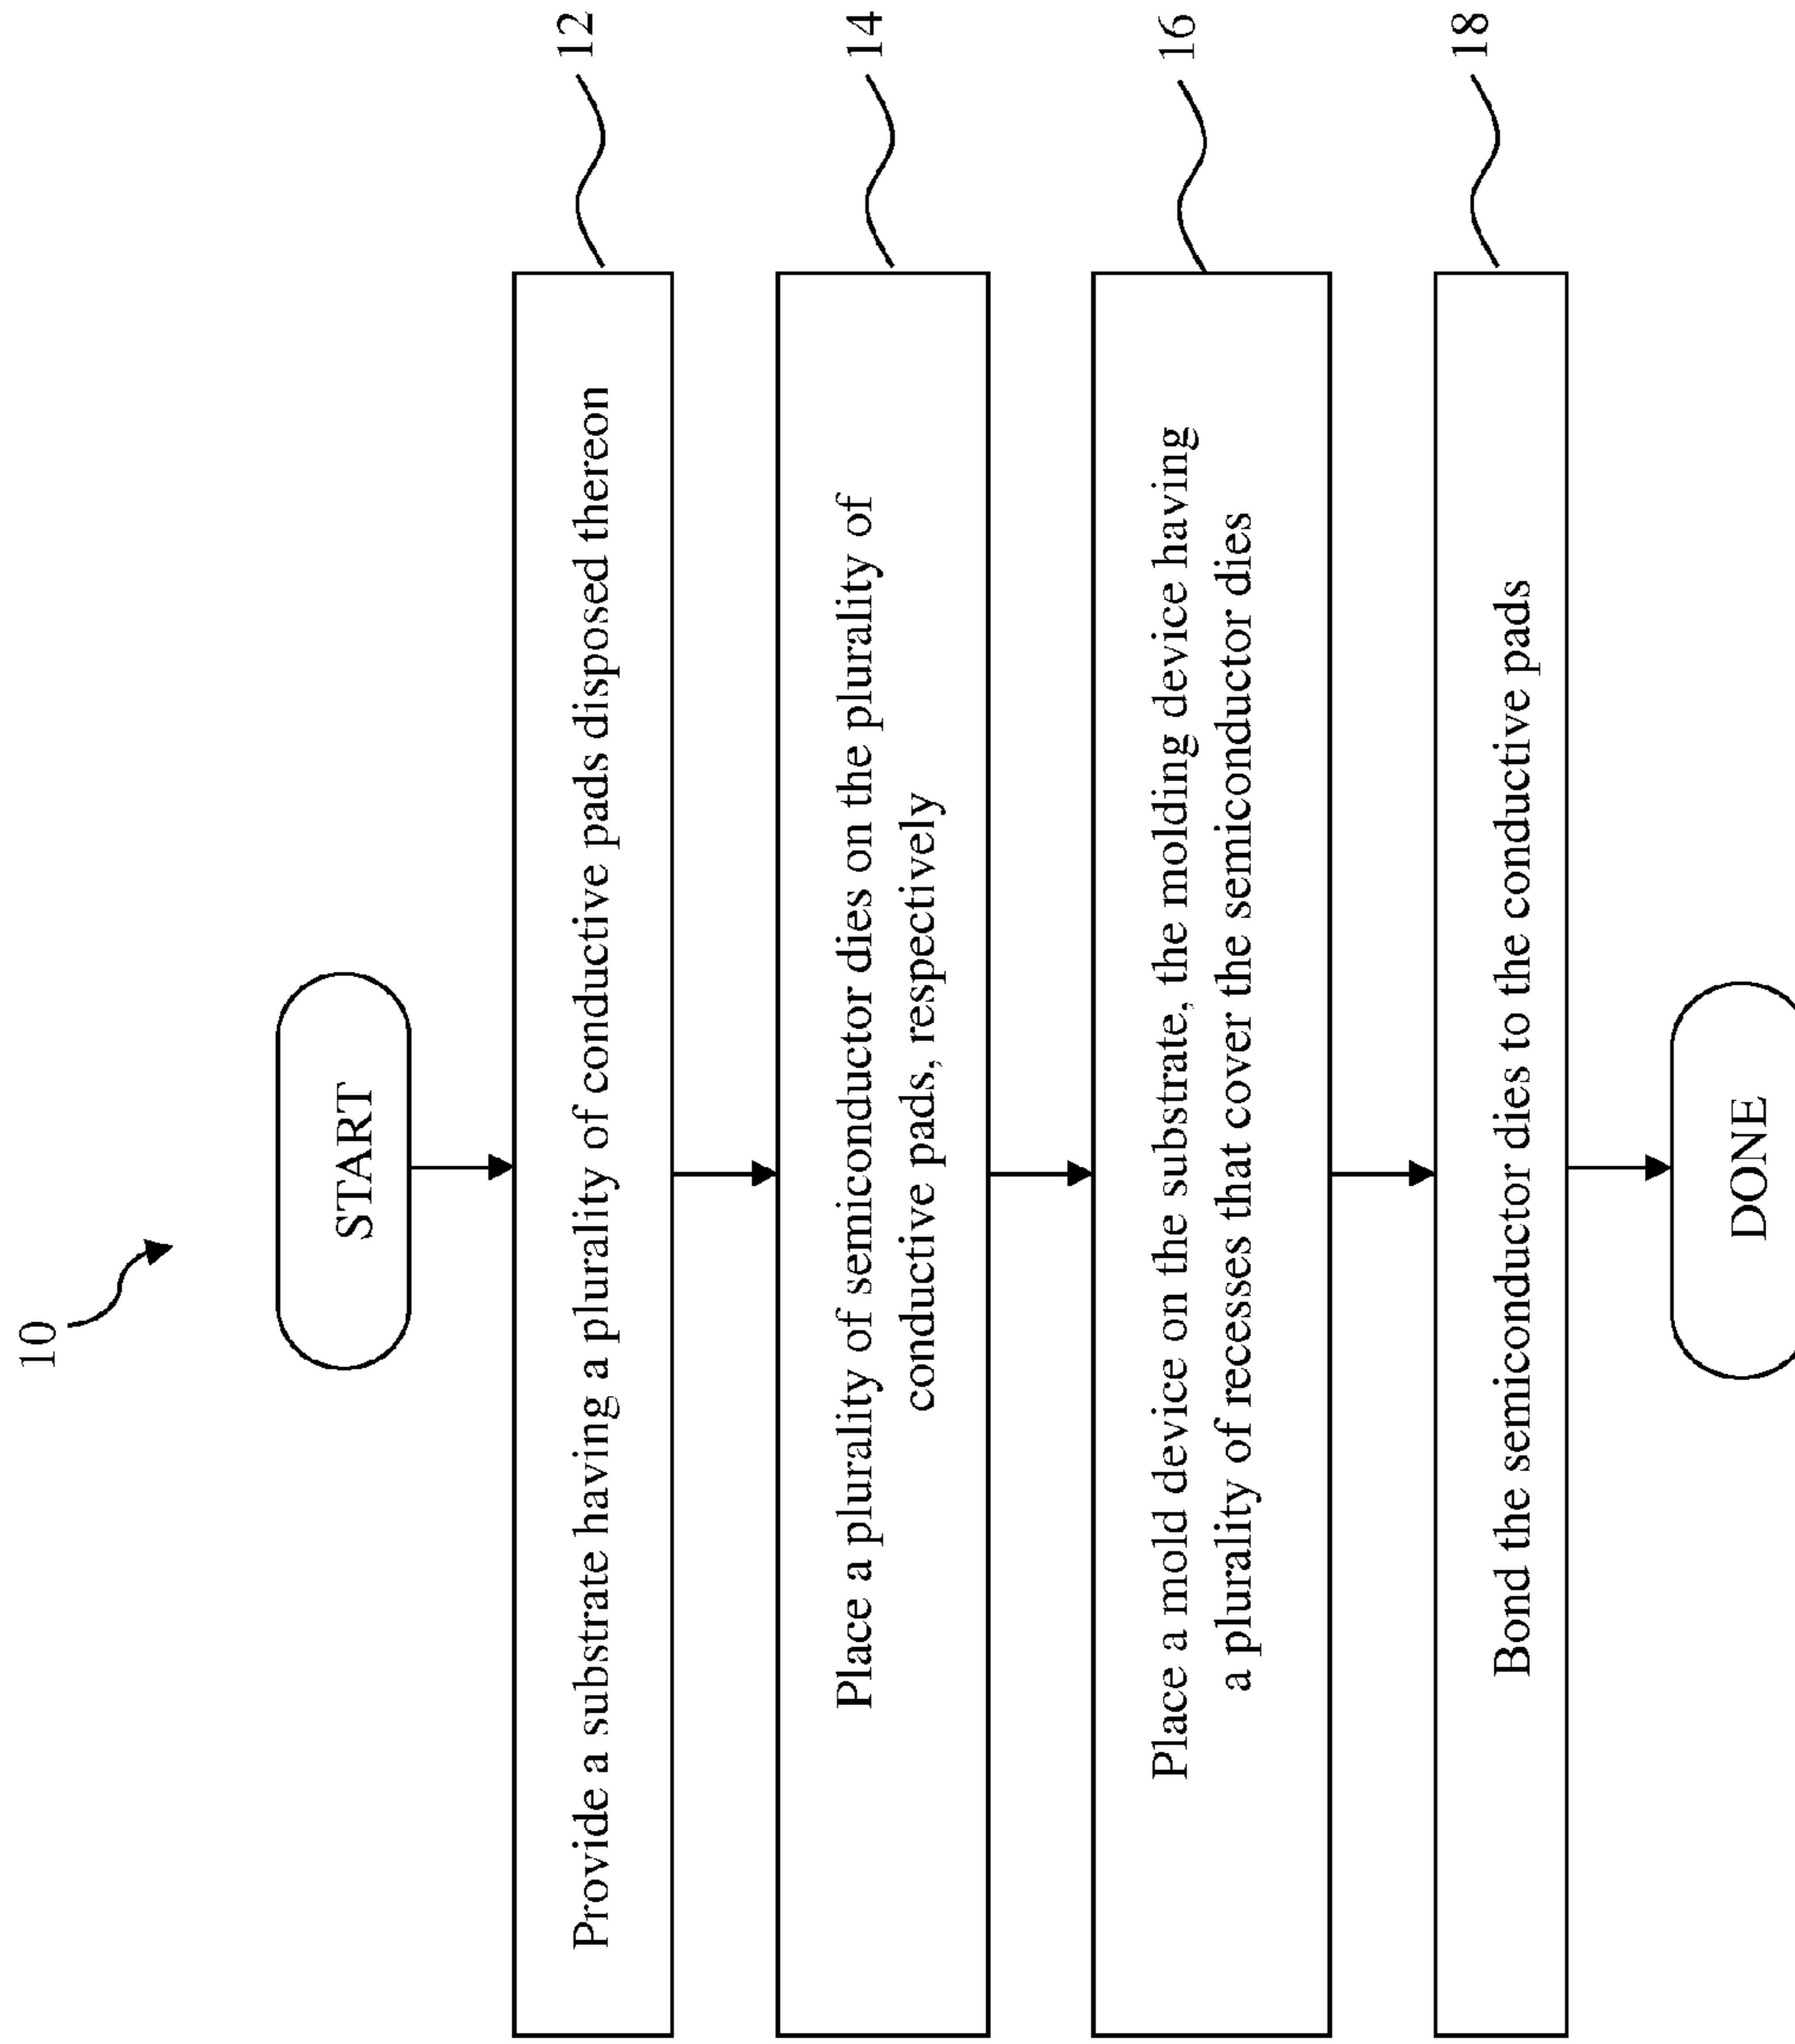 10
START
Provide a substrate having a plurality of conductive pads disposed thereon
12
Place a plurality of semiconductor dies on the plurality of
conductive pads, respectively
14
Place a mold device on the substrate, the molding device having
a plurality of recesses that cover the semiconductor dies
16
Bond the semiconductor dies to the conductive pads
18
DONE